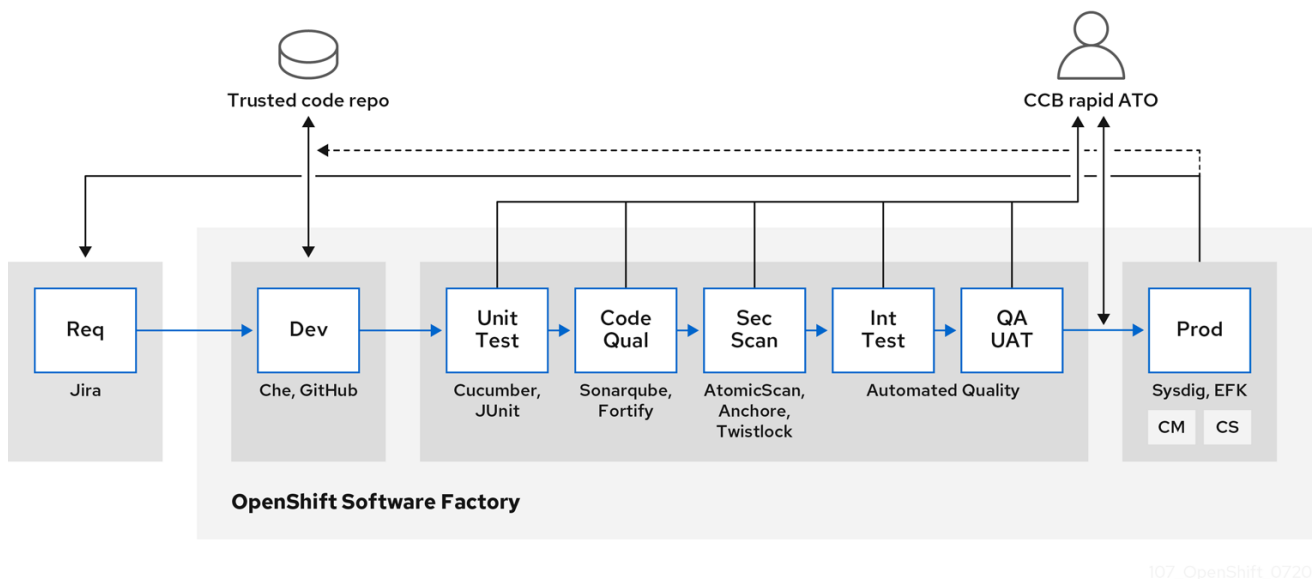 Trusted code repo
CCB rapid ATO
Req
Dev
Unit
Test
Code
Qual
Sec
Scan
Int
Test
QA
UAT
Prod
Jira
Che, GitHub
Cucumber,
JUnit
Sonarqube,
Fortify
AtomicScan,
Anchore,
Twistlock
Automated Quality
Sysdig, EFK
CM
CS
OpenShift Software Factory
107_OpenShift_0720